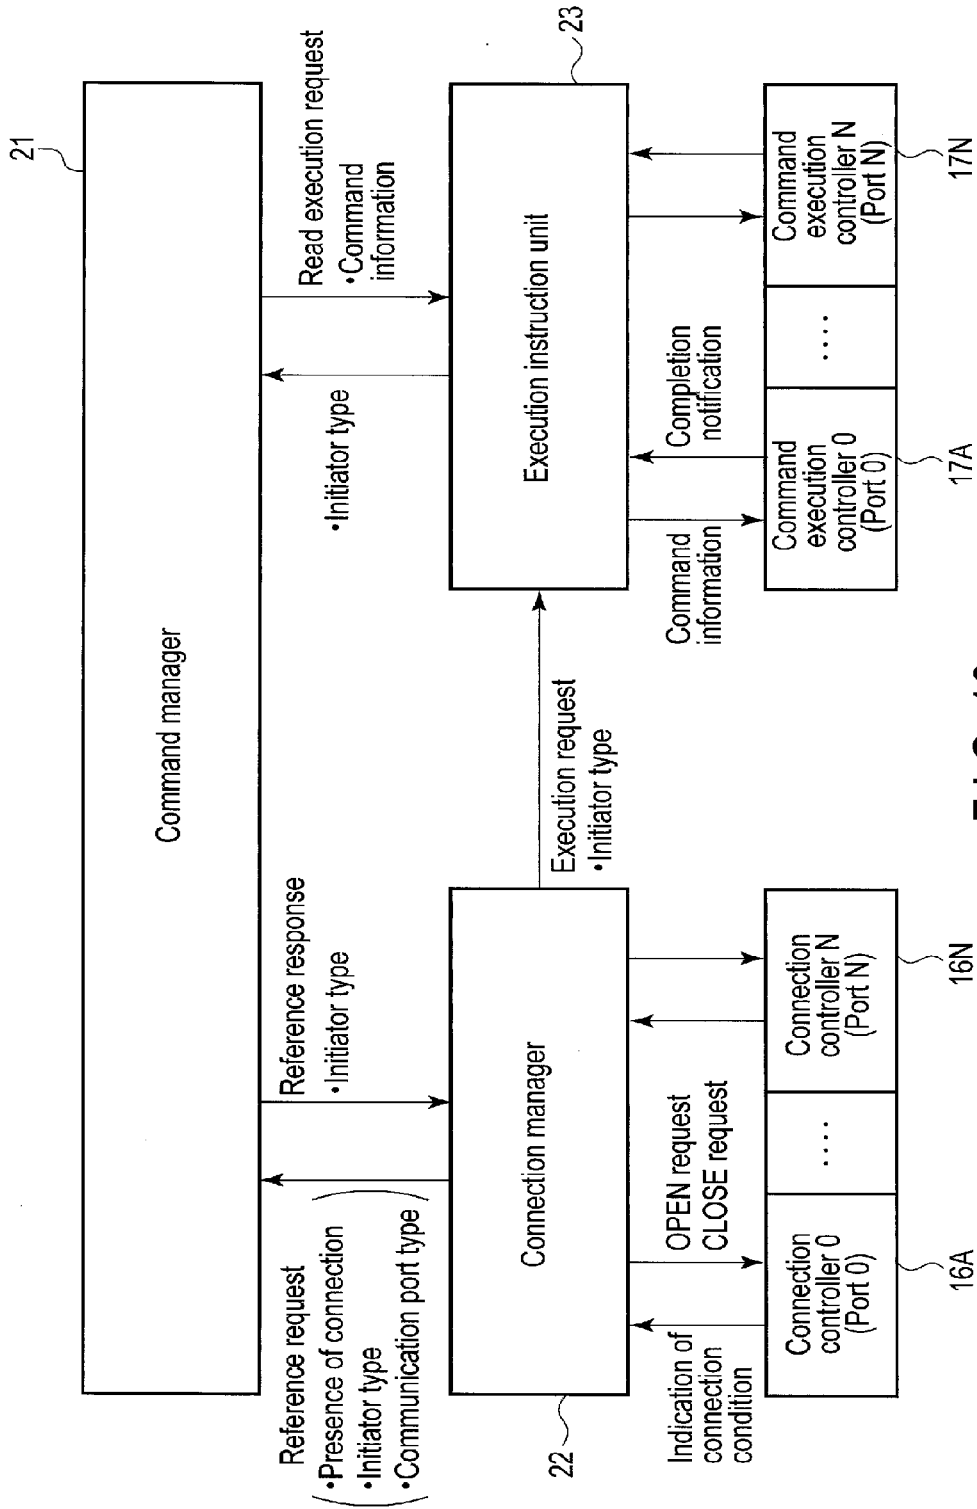 21
Command manager
Reference request
•Presence of connection
•Initiator type
•Communication port type
Reference response
•Initiator type
•Initiator type
Read execution request
•Command
information
22
Connection manager
Execution request
•Initiator type
Execution instruction unit
23
Indication of
connection
condition
OPEN request
CLOSE request
Command
information
Completion
notification
Connection
controller 0
(Port 0)
....
Connection
controller N
(Port N)
Command
execution
controller 0
(Port 0)
....
Command
execution
controller N
(Port N)
16A
16N
17A
17N